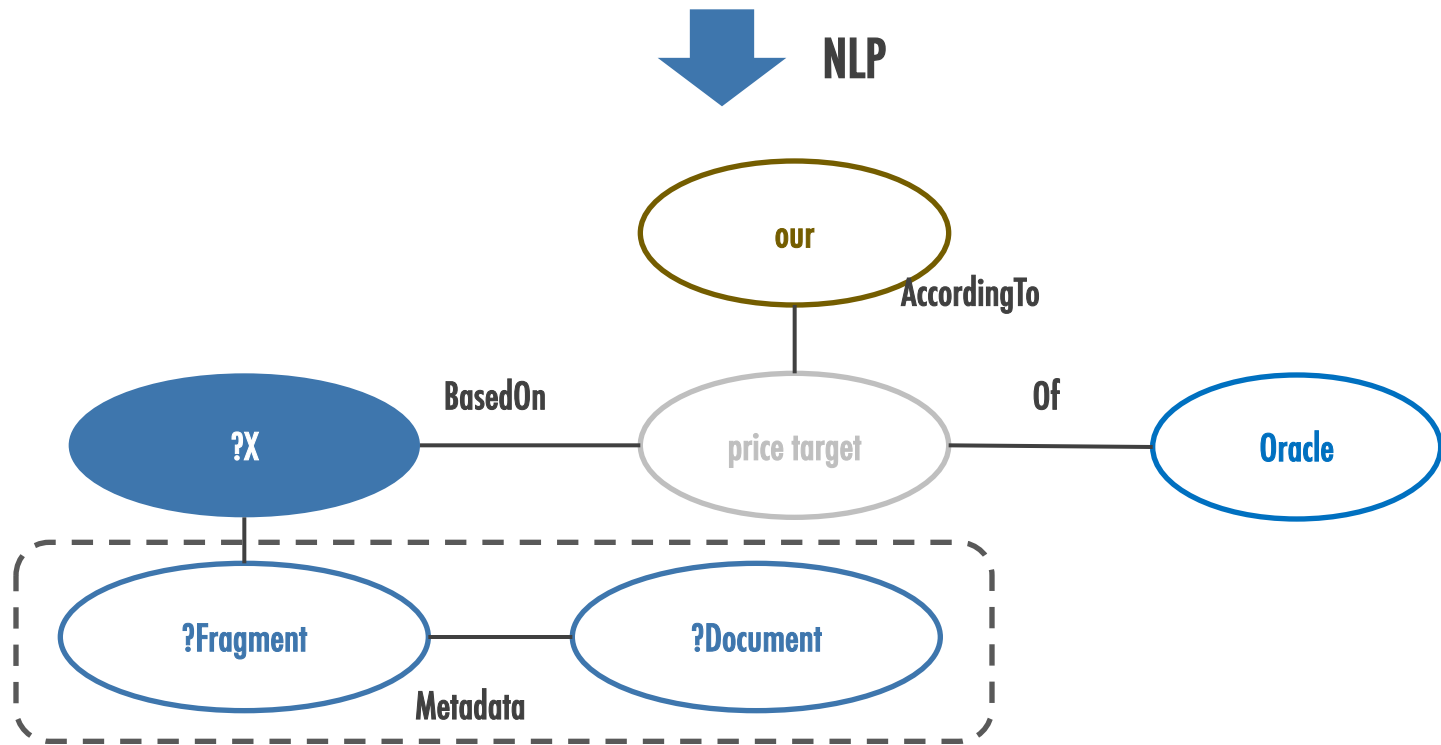 NLP
our
AccordingTo
BasedOn
Of
?X
price target
Oracle
?Fragment
?Document
Metadata